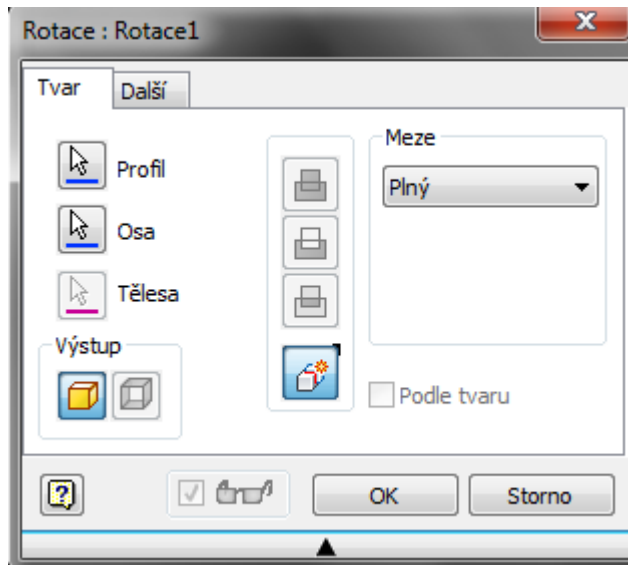 Rotace : Rotace1
Tvar
Další
Profil
Osa
Tělesa
Výstup
Meze
Plný
Podle tvaru
OK
Storno